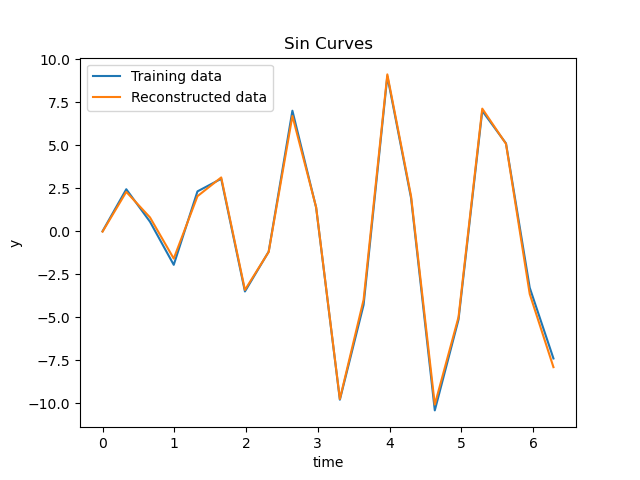 Sin Curves
Training data
Reconstructed data
y
10.0
7.5
5.0
2.5
0.0
−2.5
−5.0
−7.5
−10.0
0 1 2 3 4 5 6
time